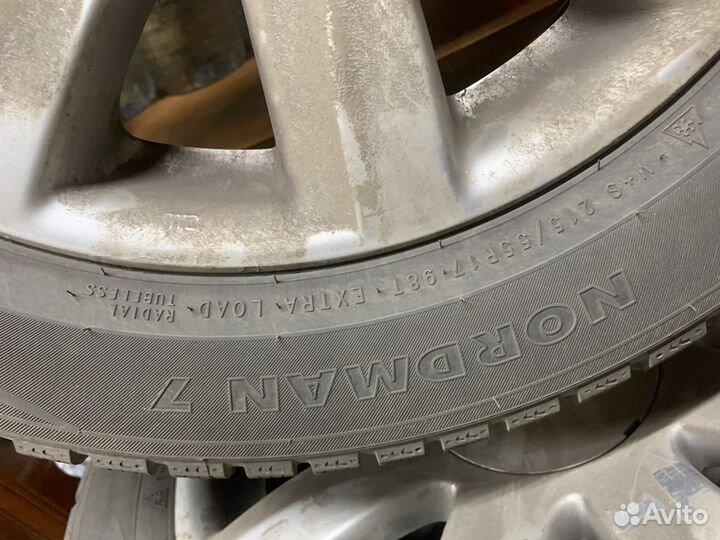 • M+S 215/55R17 • 98T • EXTRA LOAD •
RADIAL
TUBELESS
NORDMAN 7
Avito